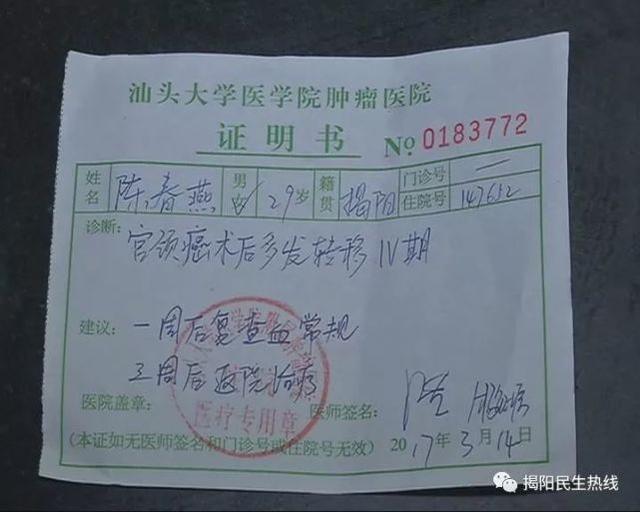 汕头大学医学院肿瘤医院
证明书 No. 0183772
姓名 陈春燕 男女 29岁 籍贯 揭阳 门诊号 —
住院号 147652
诊断: 宫颈癌术后多发转移IV期
建议: 一周后复查血常规
三周后返院治疗
医疗专用章
医院盖章: 医师签名:
(本证如无医师签名和门诊号或住院号无效) 2017年3月14日
揭阳民生热线